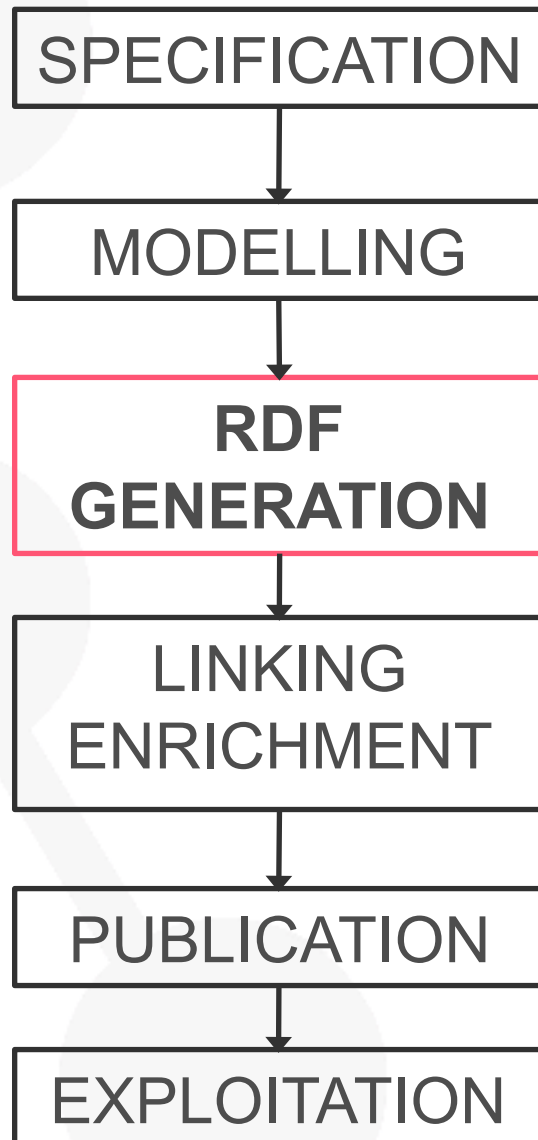 SPECIFICATION
MODELLING
RDF
GENERATION
LINKING
ENRICHMENT
PUBLICATION
EXPLOITATION